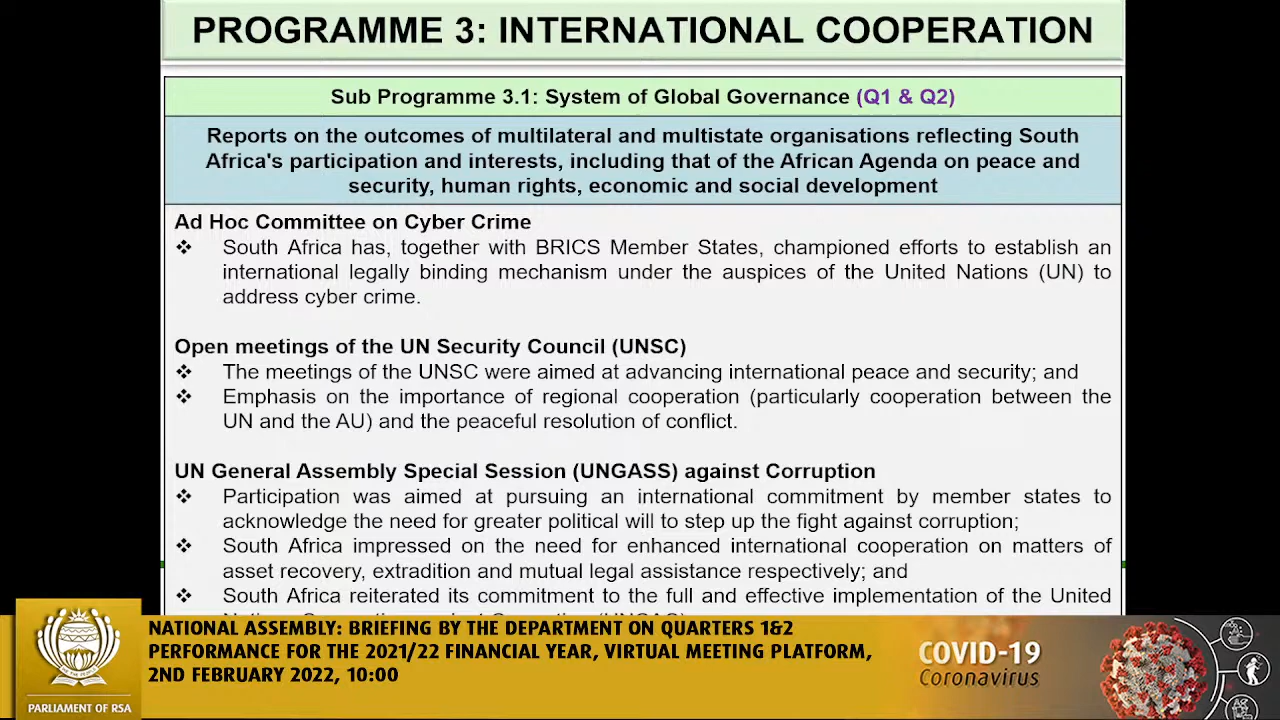 PROGRAMME 3: INTERNATIONAL COOPERATION
Sub Programme 3.1: System of Global Governance (Q1 & Q2)
Reports on the outcomes of multilateral and multistate organisations reflecting South
Africa's participation and interests, including that of the African Agenda on peace and
security, human rights, economic and social development
Ad Hoc Committee on Cyber Crime
❖ South Africa has, together with BRICS Member States, championed efforts to establish an
international legally binding mechanism under the auspices of the United Nations (UN) to
address cyber crime.
Open meetings of the UN Security Council (UNSC)
❖ The meetings of the UNSC were aimed at advancing international peace and security; and
❖ Emphasis on the importance of regional cooperation (particularly cooperation between the
UN and the AU) and the peaceful resolution of conflict.
UN General Assembly Special Session (UNGASS) against Corruption
❖ Participation was aimed at pursuing an international commitment by member states to
acknowledge the need for greater political will to step up the fight against corruption;
❖ South Africa impressed on the need for enhanced international cooperation on matters of
asset recovery, extradition and mutual legal assistance respectively; and
❖ South Africa reiterated its commitment to the full and effective implementation of the United
NATIONAL ASSEMBLY: BRIEFING BY THE DEPARTMENT ON QUARTERS 1&2
PERFORMANCE FOR THE 2021/22 FINANCIAL YEAR, VIRTUAL MEETING PLATFORM,
2ND FEBRUARY 2022, 10:00
PARLIAMENT OF RSA
COVID-19
Coronavirus